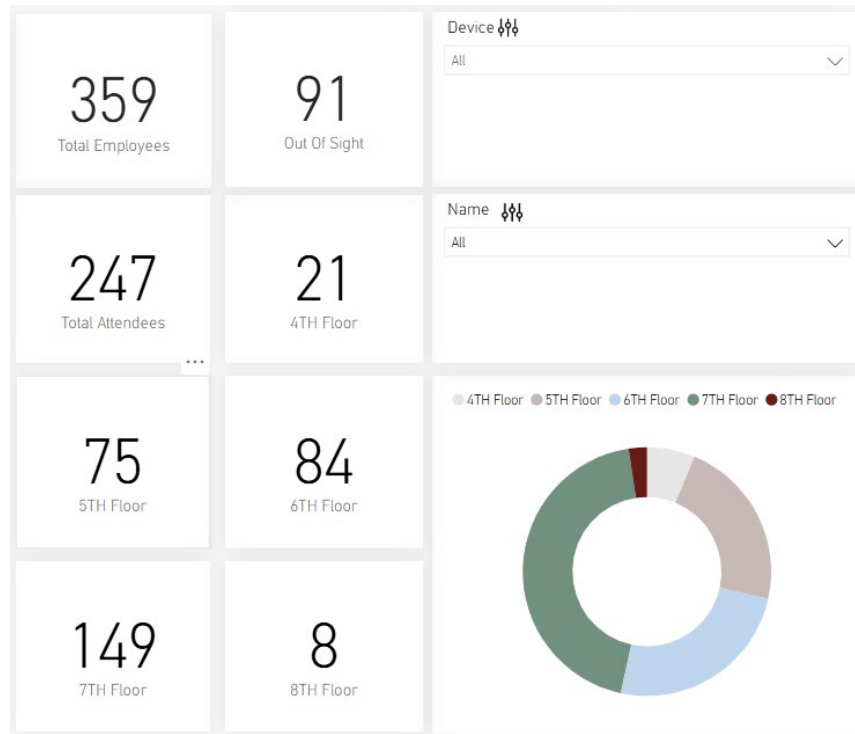 359
Total Employees
91
Out Of Sight
Device
All
247
Total Attendees
21
4TH Floor
Name
All
75
5TH Floor
84
6TH Floor
4TH Floor 5TH Floor 6TH Floor 7TH Floor 8TH Floor
149
7TH Floor
8
8TH Floor